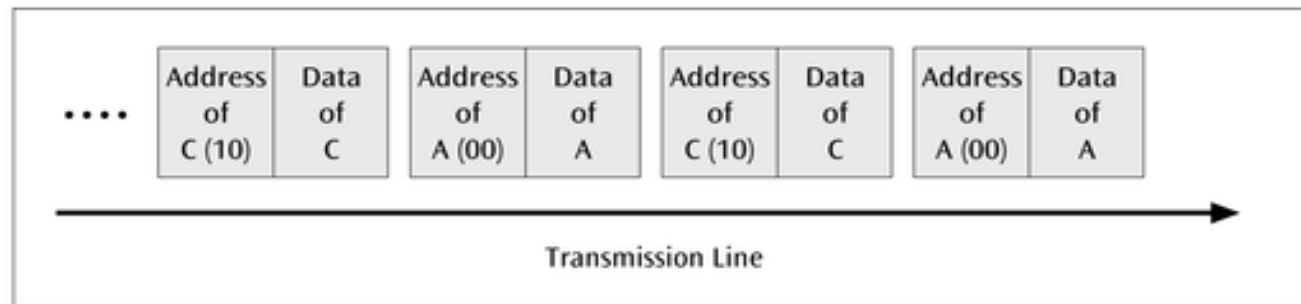 Address
of
C (10)
Data
of
C
Address
of
A (00)
Data
of
A
Address
of
C (10)
Data
of
C
Address
of
A (00)
Data
of
A
Transmission Line